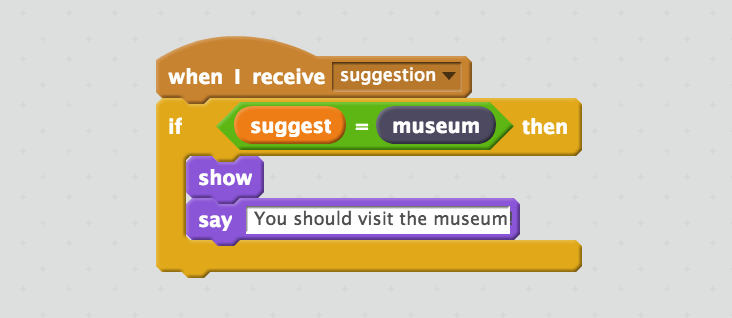 when I receive suggestion
if suggest = museum then
show
say You should visit the museum!